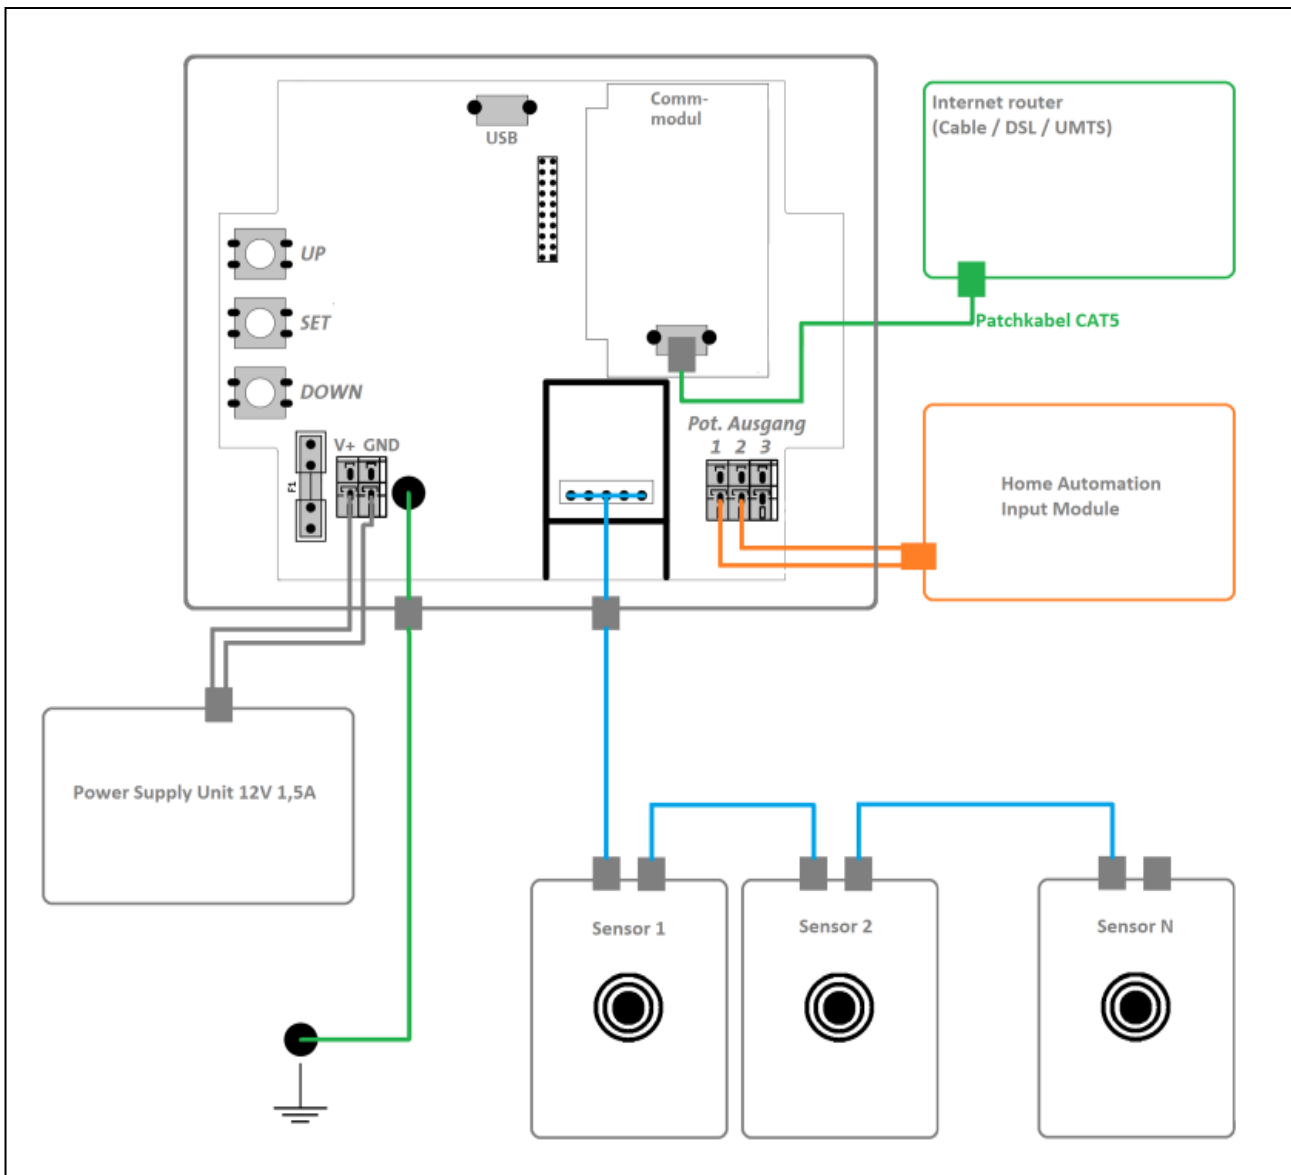 Comm-
modul
USB
Internet router
(Cable / DSL / UMTS)
UP
SET
DOWN
Patchkabel CAT5
Pot. Ausgang
1 2 3
V+ GND
F1
Home Automation
Input Module
Power Supply Unit 12V 1,5A
Sensor 1
Sensor 2
Sensor N